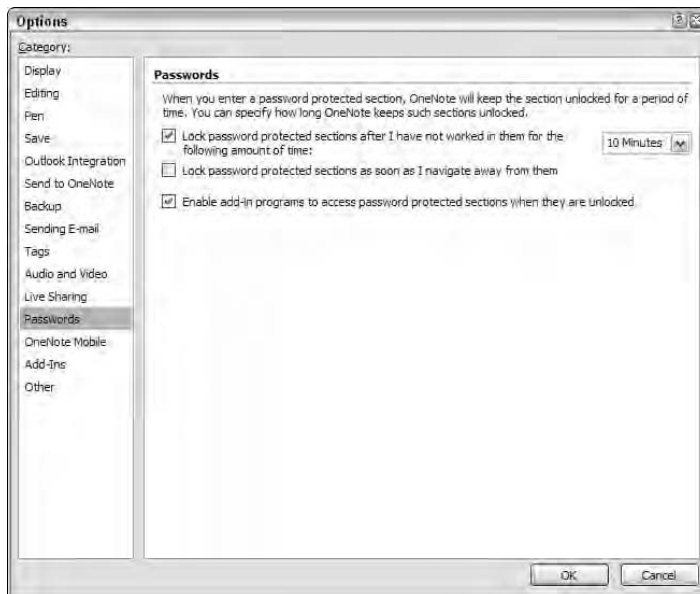 Options
Category:
Display
Editing
Pen
Save
Outlook Integration
Send to OneNote
Backup
Sending E-mail
Tags
Audio and Video
Live Sharing
Passwords
OneNote Mobile
Add-Ins
Other
Passwords
When you enter a password protected section, OneNote will keep the section unlocked for a period of
time. You can specify how long OneNote keeps such sections unlocked.
Lock password protected sections after I have not worked in them for the
following amount of time:
10 Minutes
Lock password protected sections as soon as I navigate away from them
Enable add-in programs to access password protected sections when they are unlocked
OK
Cancel